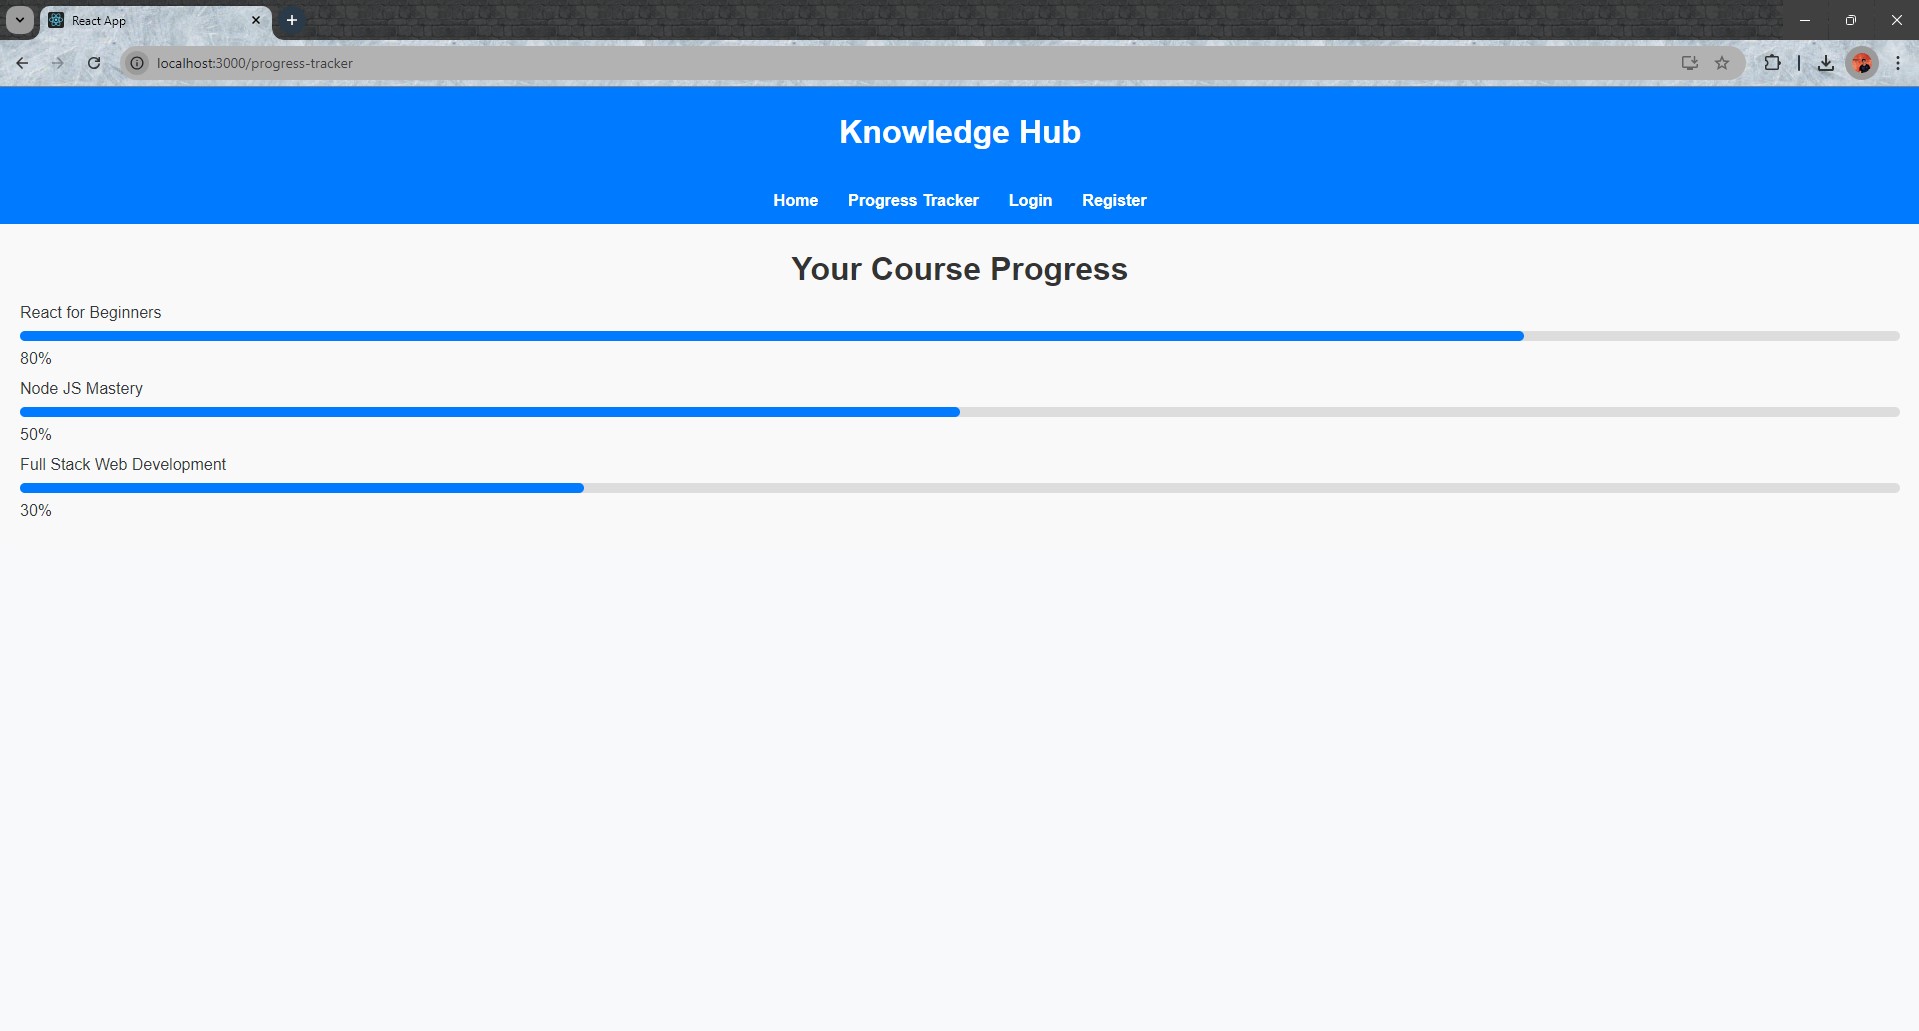 React App
localhost:3000/progress-tracker
Knowledge Hub
Home Progress Tracker Login Register
Your Course Progress
React for Beginners
80%
Node JS Mastery
50%
Full Stack Web Development
30%